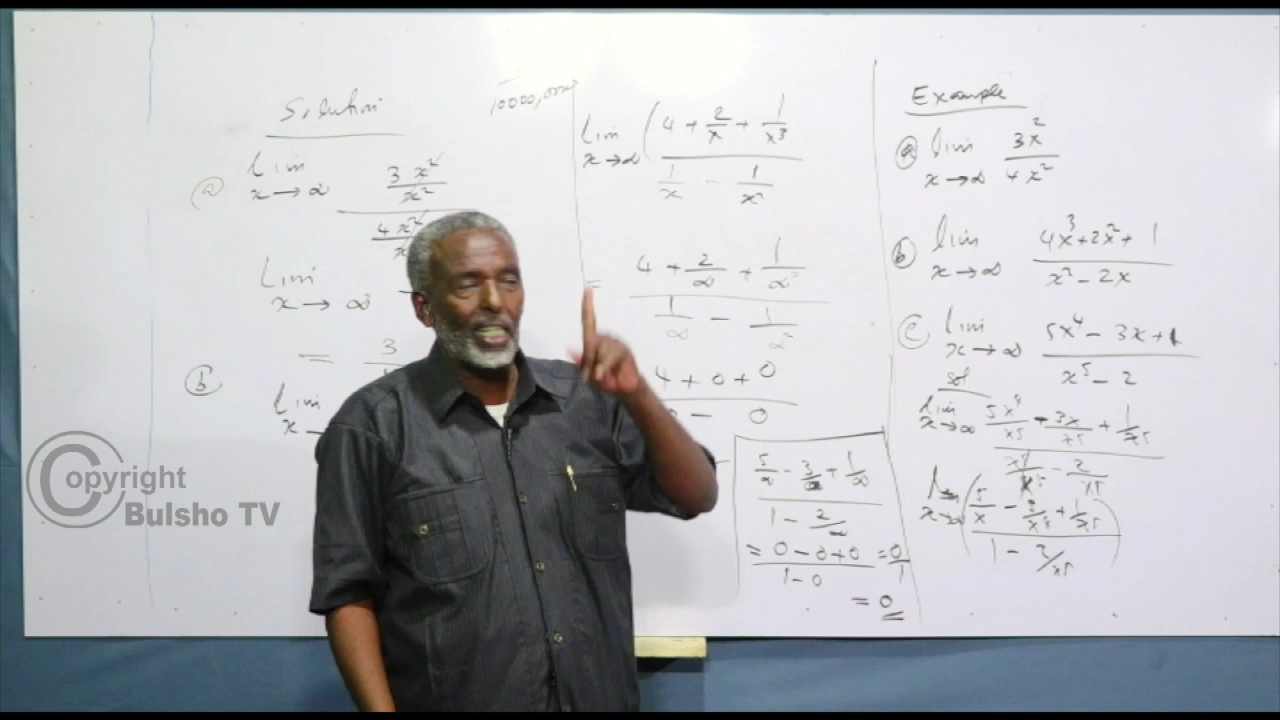 Solution
(a) lim x→∞ 3x²/x²
4x²/
lim x→∞
= 3
(b) lim
x→
10000,000
lim x→∞ (4 + 2/x + 1/x³
1/x - 1/x²
= 4 + 2/∞ + 1/∞²
1/∞ - 1/∞²
4 + 0 + 0
0 - 0
5/∞ - 3/∞ + 1/∞
1 - 2/∞
= 0 - 0 + 0 = 0/1
1 - 0
= 0
Example
(a) lim x→∞ 3x²/4x²
(b) lim x→∞ 4x³+2x²+1
x² - 2x
(c) lim x→∞ 5x⁴ - 3x + 1
x⁵ - 2
sol
lim x→∞ 5x⁴/x5 - 3x/x5 + 1/x5
x5/x5 - 2/x5
lim x→∞ (5/x - 3/x⁴ + 1/x5)
1 - 2/x5
Copyright
Bulsho TV